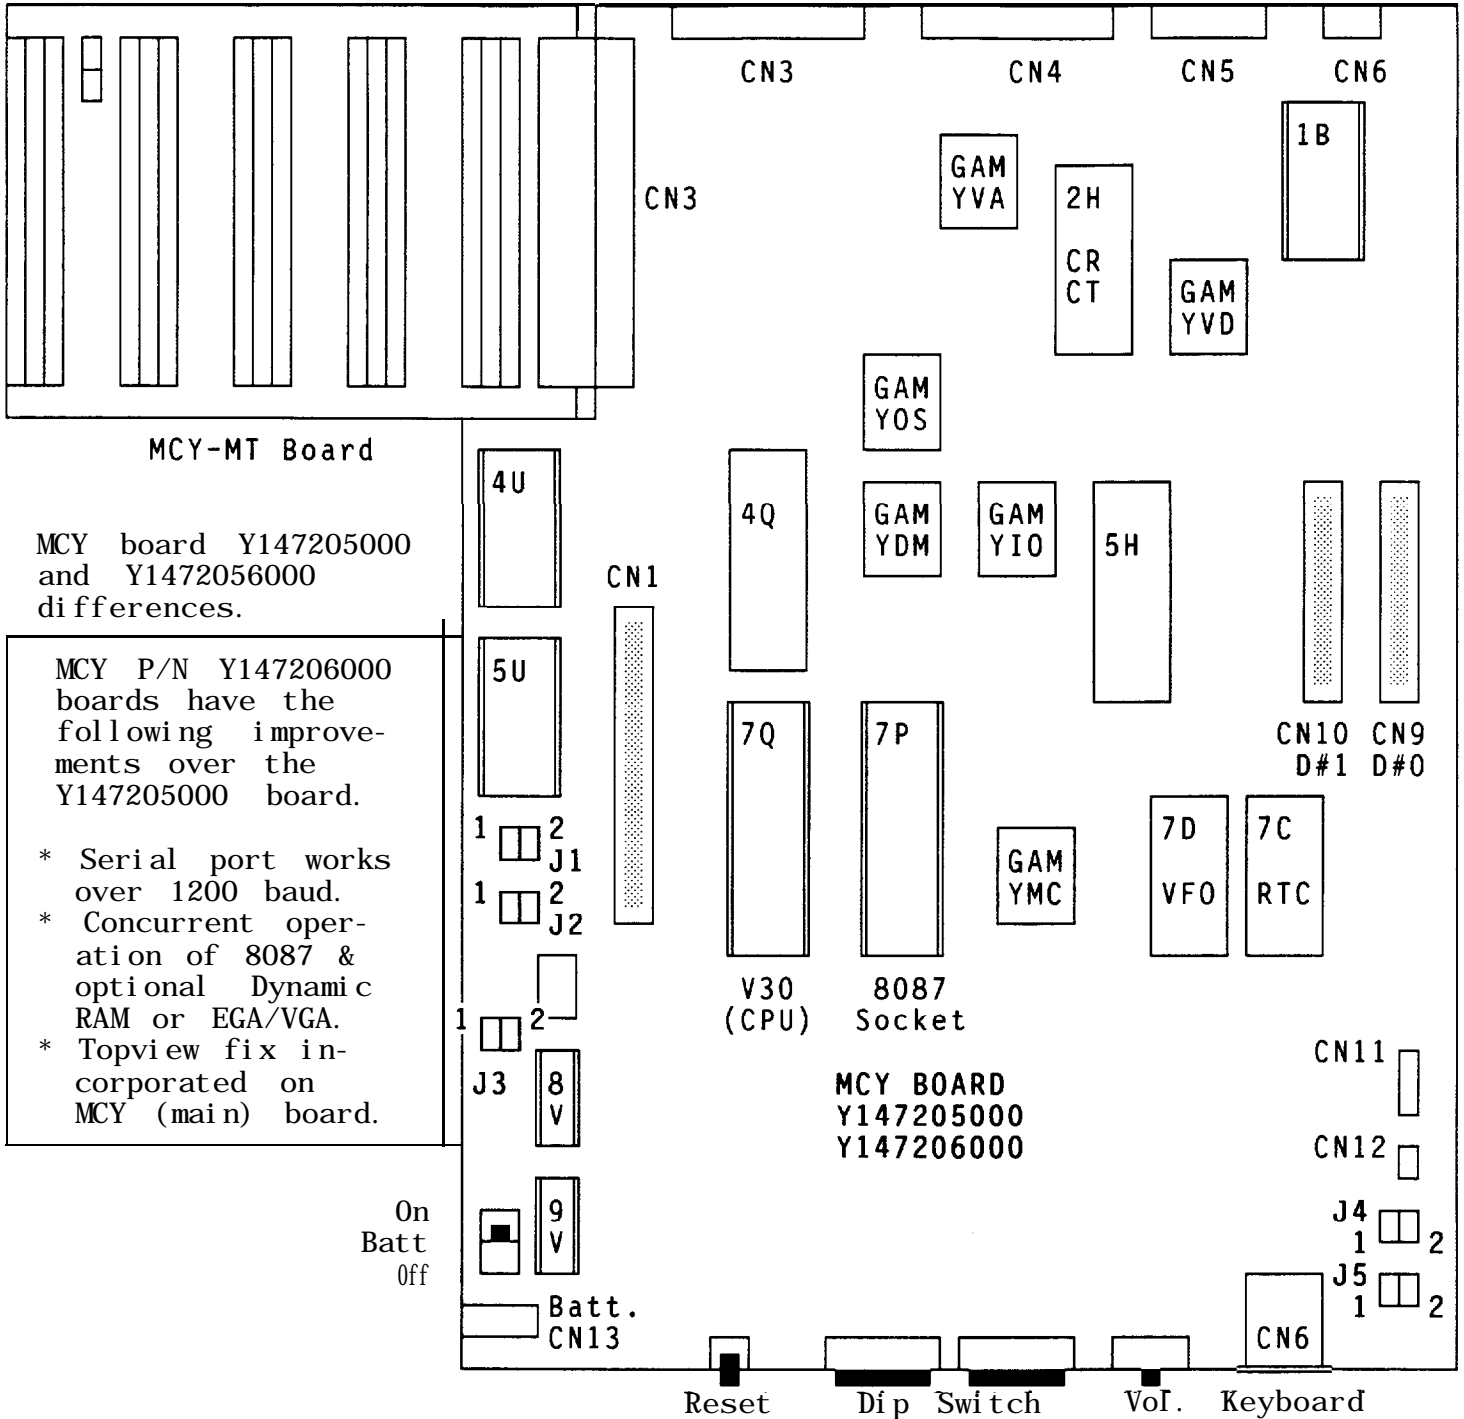 CN3
CN4
CN5
CN6
1B
GAM
YVA
2H
CR
CT
CN3
GAM
YVD
GAM
YOS
MCY-MT Board
4U
4Q
GAM
YDM
GAM
YIO
5H
MCY board Y147205000
and Y1472056000
differences.
CN1
MCY P/N Y147206000
boards have the
following improve-
ments over the
Y147205000 board.
* Serial port works
over 1200 baud.
* Concurrent oper-
ation of 8087 &
optional Dynamic
RAM or EGA/VGA.
* Topview fix in-
corporated on
MCY (main) board.
5U
7Q
7P
CN10 CN9
D#1 D#0
1 2
J1
1 2
J2
GAM
YMC
7D
VFO
7C
RTC
V30
(CPU)
8087
Socket
1 2
J3
8
V
MCY BOARD
Y147205000
Y147206000
CN11
CN12
On
Batt
Off
9
V
J4
1 2
J5
1 2
Batt.
CN13
CN6
Reset Dip Switch Vol. Keyboard